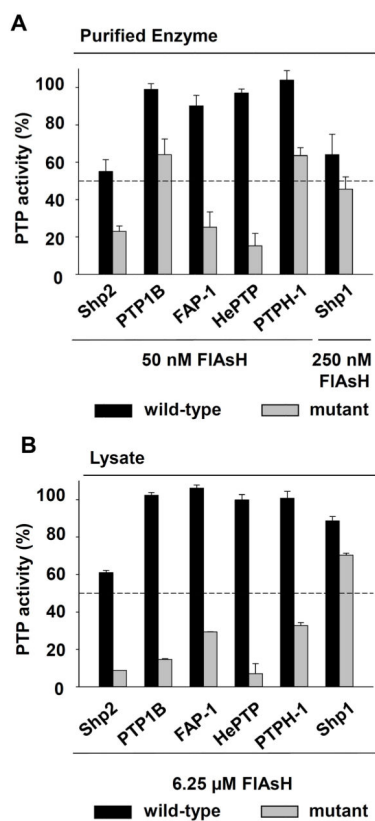 A
Purified Enzyme
PTP activity (%)
100
80
60
40
20
0
Shp2
PTP1B
FAP-1
HePTP
PTPH-1
Shp1
50 nM FlAsH
250 nM
FlAsH
wild-type
mutant
B
Lysate
PTP activity (%)
100
80
60
40
20
0
Shp2
PTP1B
FAP-1
HePTP
PTPH-1
Shp1
6.25 µM FlAsH
wild-type
mutant